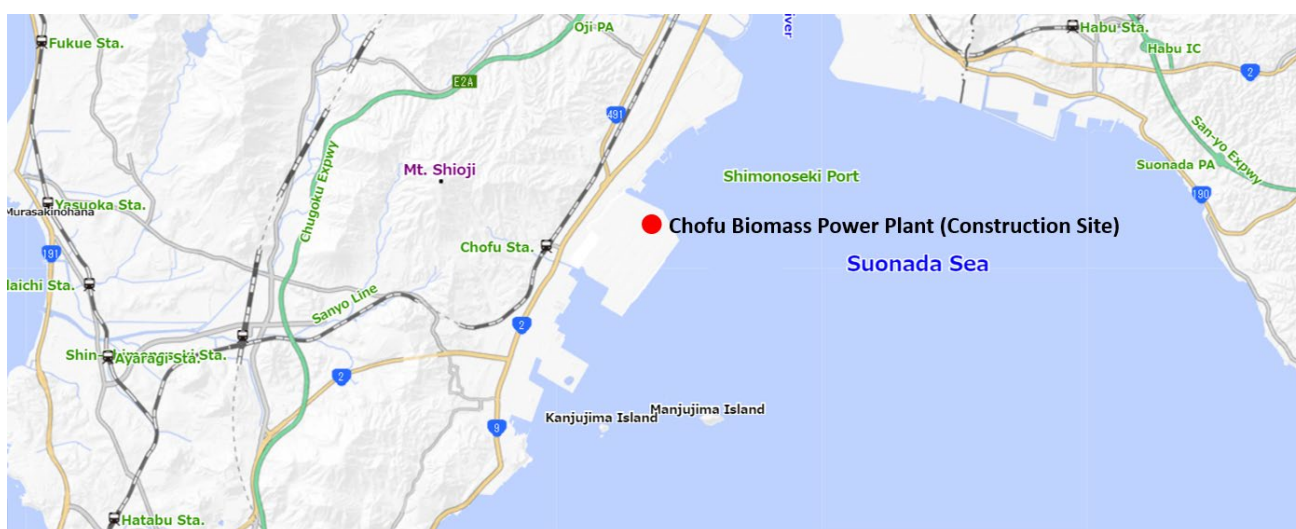 Oji PA
River
Habu Sta.
Fukue Sta.
Habu IC
2
E2A
491
San-yo Expwy
Mt. Shioji
Shimonoseki Port
Suonada PA
Chugoku Expwy
190
Yasuoka Sta.
Murasakinohana
Chofu Biomass Power Plant (Construction Site)
Chofu Sta.
191
Suonada Sea
Sanyo Line
2
Ayaragi Sta.
2
Manjujima Island
Kanjujima Island
9
Hatabu Sta.